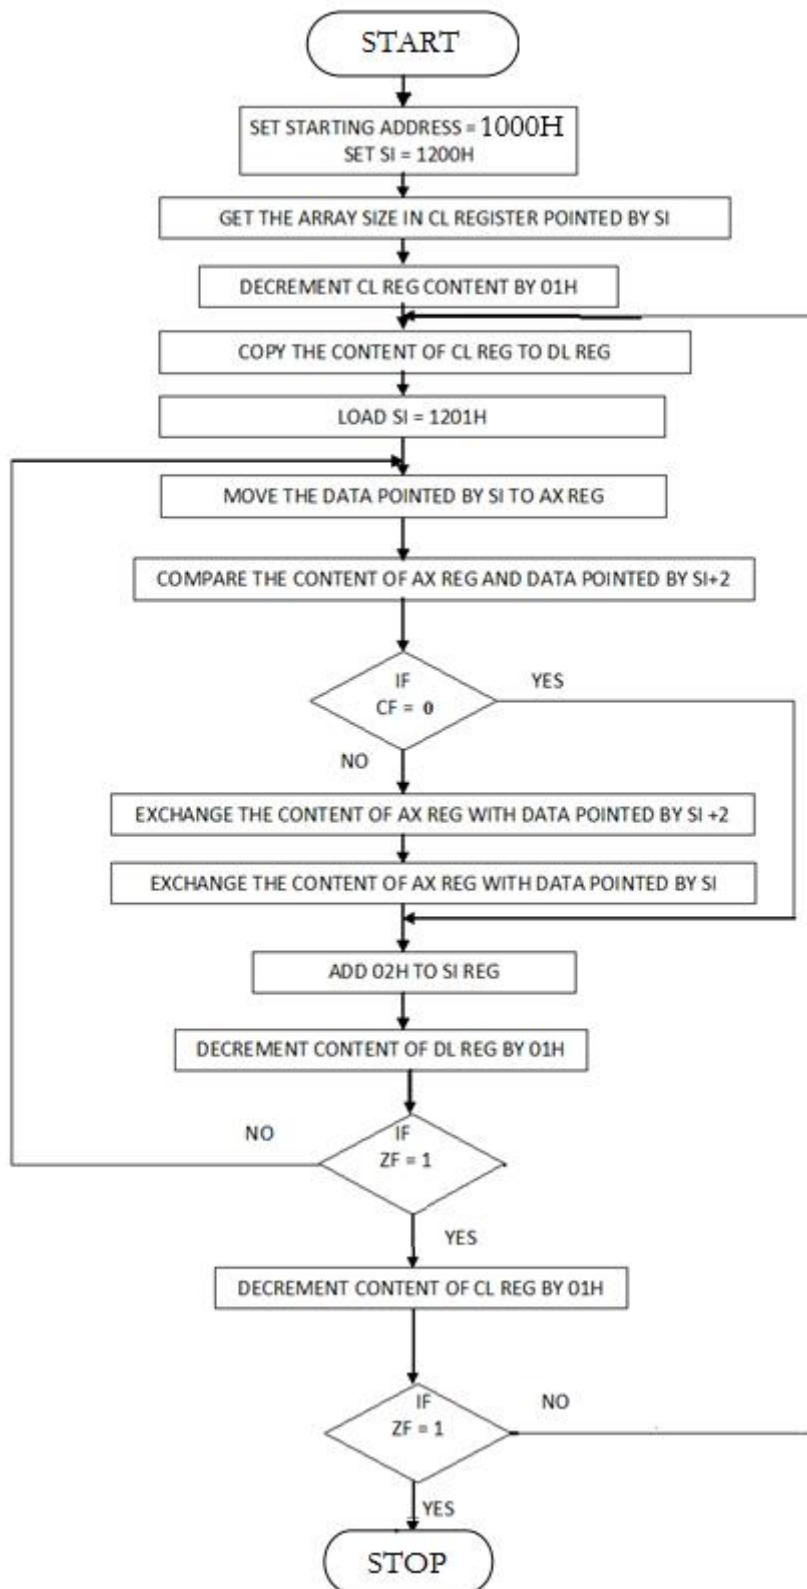 START
SET STARTING ADDRESS = 1000H
SET SI = 1200H
GET THE ARRAY SIZE IN CL REGISTER POINTED BY SI
DECREMENT CL REG CONTENT BY 01H
COPY THE CONTENT OF CL REG TO DL REG
LOAD SI = 1201H
MOVE THE DATA POINTED BY SI TO AX REG
COMPARE THE CONTENT OF AX REG AND DATA POINTED BY SI+2
IF
CF = 0
YES
NO
EXCHANGE THE CONTENT OF AX REG WITH DATA POINTED BY SI +2
EXCHANGE THE CONTENT OF AX REG WITH DATA POINTED BY SI
ADD 02H TO SI REG
DECREMENT CONTENT OF DL REG BY 01H
NO
IF
ZF = 1
YES
DECREMENT CONTENT OF CL REG BY 01H
IF
ZF = 1
NO
YES
STOP